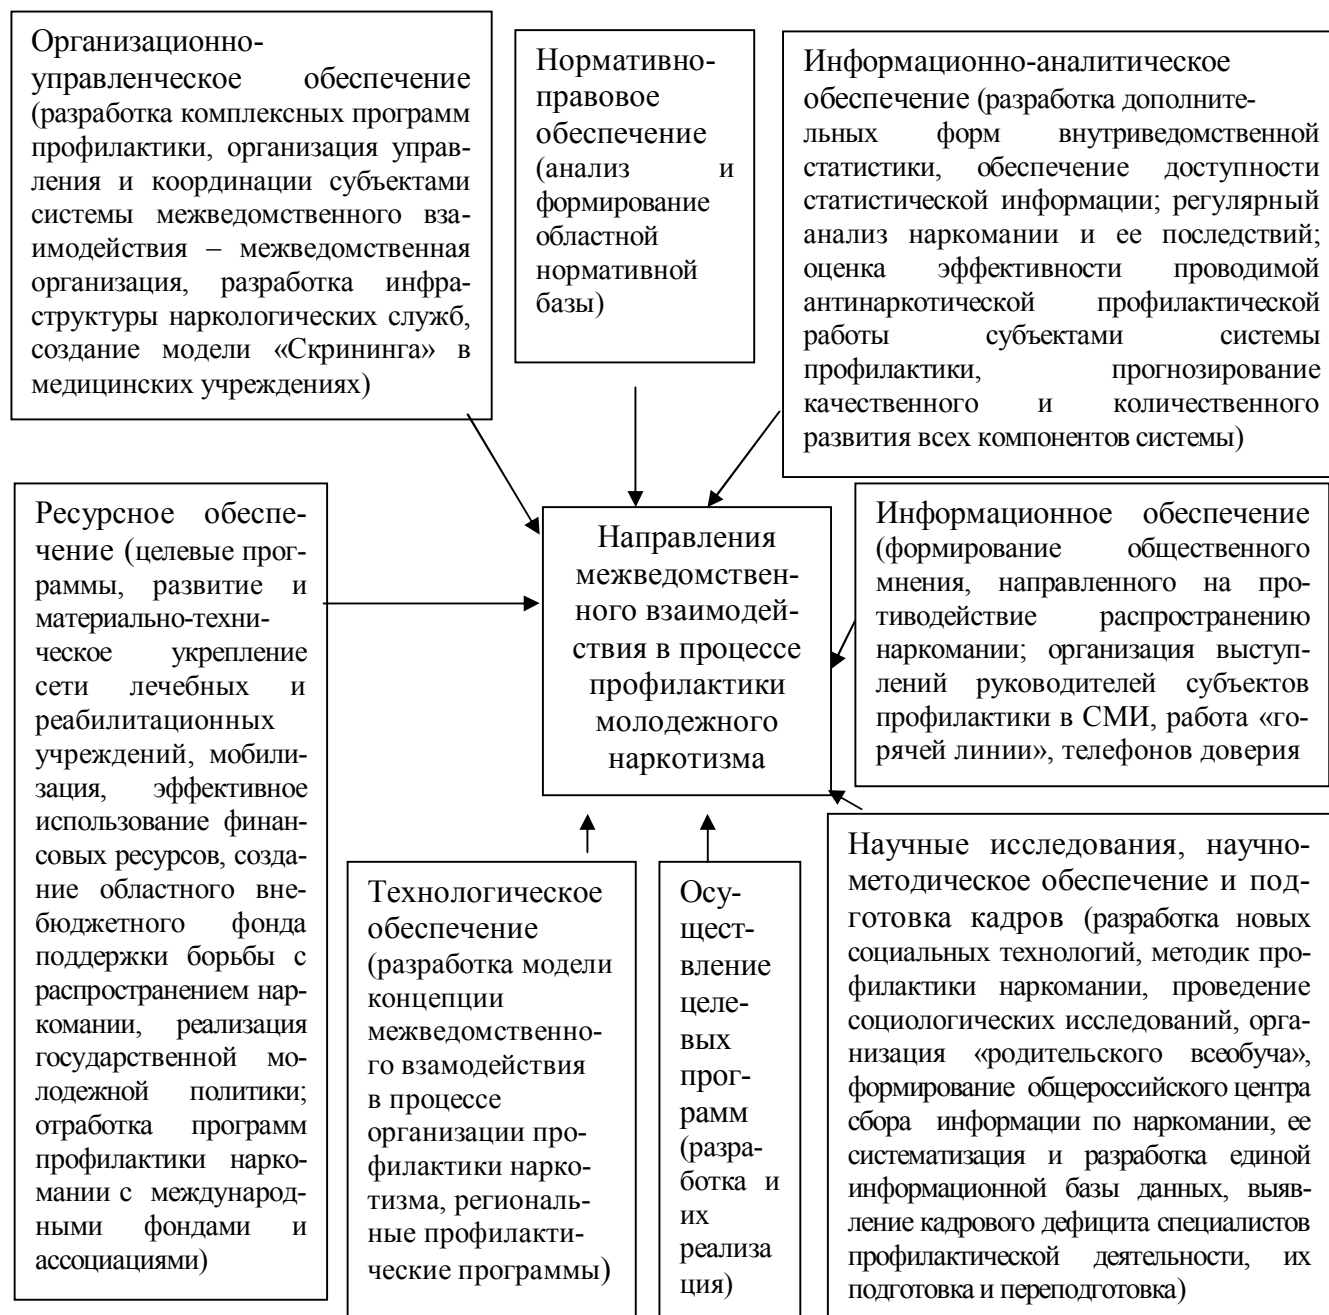 Организационно-
управленческое обеспечение
(разработка комплексных программ
профилактики, организация управ-
ления и координации субъектами
системы межведомственного вза-
имодействия – межведомственная
организация, разработка инфра-
структуры наркологических служб,
создание модели «Скрининга» в
медицинских учреждениях)
Нормативно-
правовое
обеспечение
(анализ и
формирование
областной
нормативной
базы)
Информационно-аналитическое
обеспечение (разработка дополните-
льных форм внутриведомственной
статистики, обеспечение доступности
статистической информации; регулярный
анализ наркомании и ее последствий;
оценка эффективности проводимой
антинаркотической профилактической
работы субъектами системы
профилактики, прогнозирование
качественного и количественного
развития всех компонентов системы)
Ресурсное обеспе-
чение (целевые прог-
раммы, развитие и
материально-техни-
ческое укрепление
сети лечебных и
реабилитационных
учреждений, мобили-
зация, эффективное
использование финан-
совых ресурсов, созда-
ние областного вне-
бюджетного фонда
поддержки борьбы с
распространением нар-
комании, реализация
государственной мо-
лодежной политики;
отработка программ
профилактики нарко-
мании с международ-
ными фондами и
ассоциациями)
Направления
межведомствен-
ного взаимодей-
ствия в процессе
профилактики
молодежного
наркотизма
Информационное обеспечение
(формирование общественного
мнения, направленного на про-
тиводействие распространению
наркомании; организация выступ-
лений руководителей субъектов
профилактики в СМИ, работа «го-
рячей линии», телефонов доверия
Технологическое
обеспечение
(разработка модели
концепции
межведомственно-
го взамодействия
в процессе
организации про-
филактики нарко-
тизма, региональ-
ные профилакти-
ческие программы)
Осу-
щест-
вление
целе-
вых
прог-
рамм
(разра-
ботка и
их
реализа
ция)
Научные исследования, научно-
методическое обеспечение и под-
готовка кадров (разработка новых
социальных технологий, методик про-
филактики наркомании, проведение
социологических исследований, орга-
низация «родительского всеобуча»,
формирование общероссийского центра
сбора информации по наркомании, ее
систематизация и разработка единой
информационной базы данных, выяв-
ление кадрового дефицита специалистов
профилактической деятельности, их
подготовка и переподготовка)